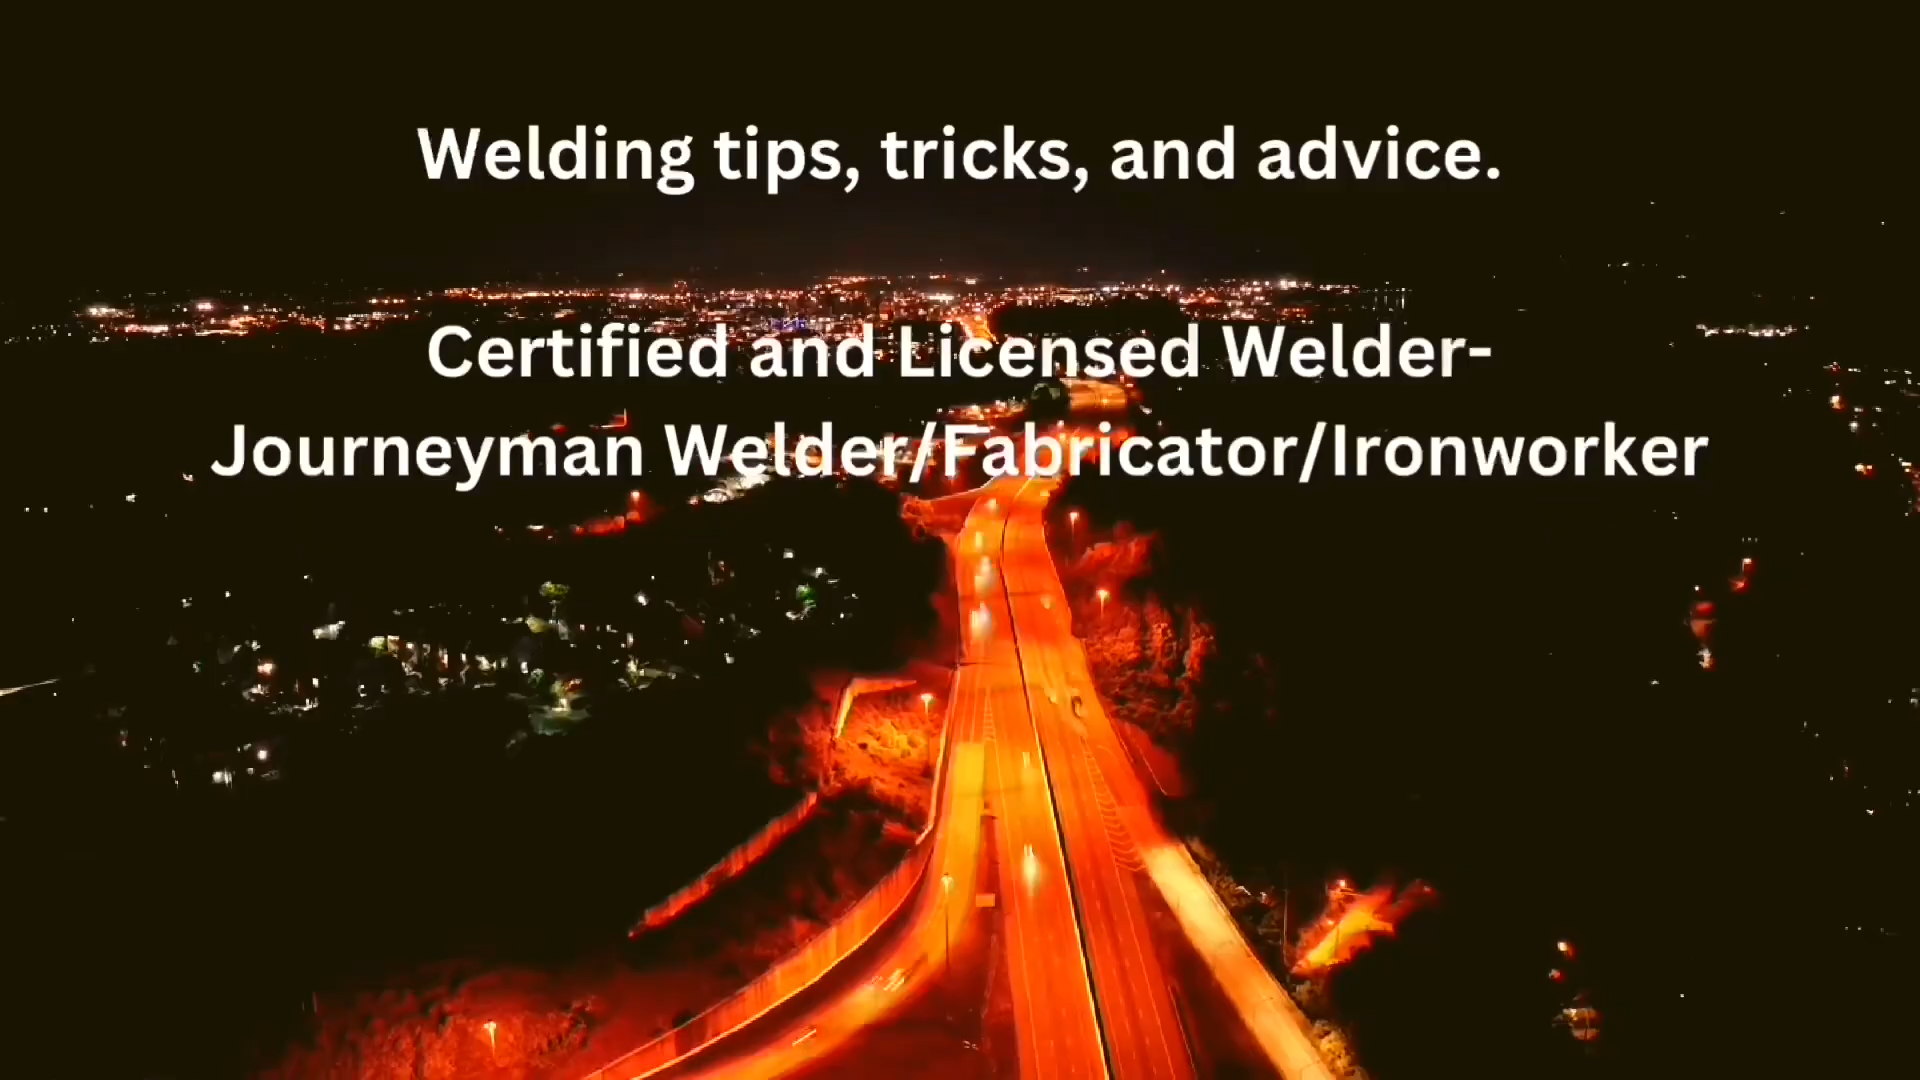 Welding tips, tricks, and advice.
Certified and Licensed Welder-
Journeyman Welder/Fabricator/Ironworker